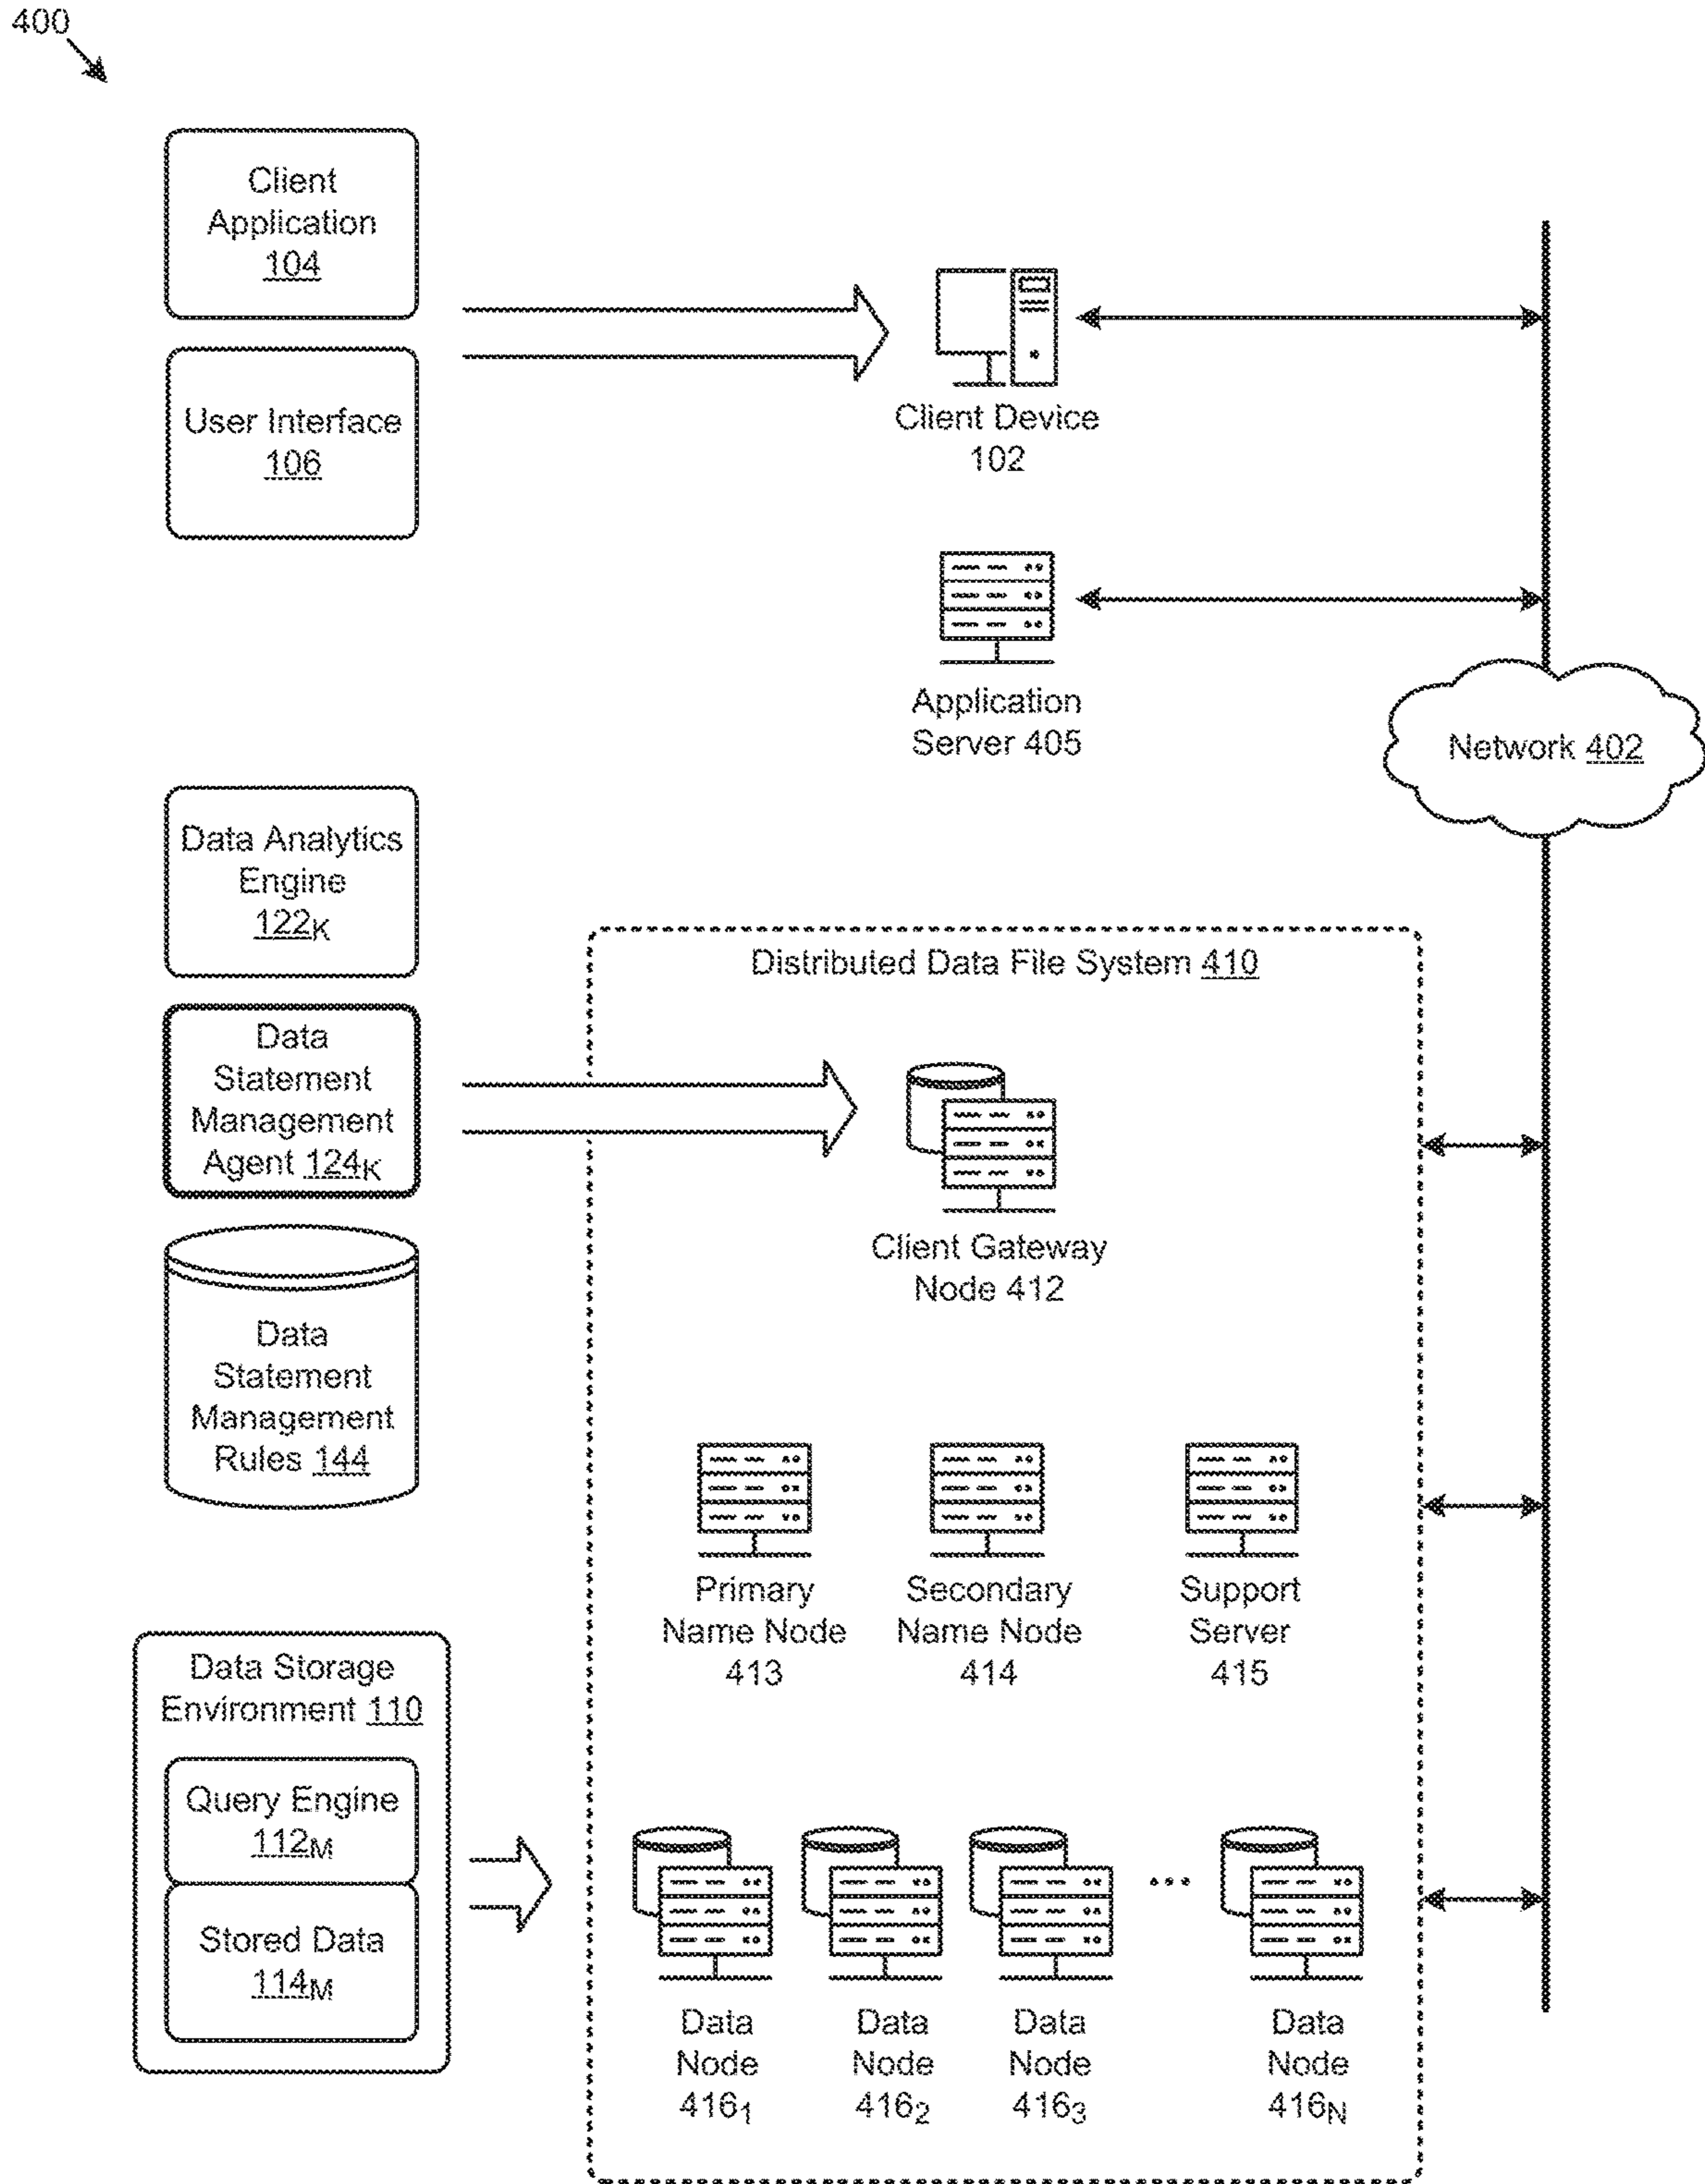 400
Client
Application
104
User Interface
106
Client Device
102
Application
Server 405
Network 402
Data Analytics
Engine
122K
Data
Statement
Management
Agent 124K
Data
Statement
Management
Rules 144
Distributed Data File System 410
Client Gateway
Node 412
Primary
Name Node
413
Secondary
Name Node
414
Support
Server
415
Data Storage
Environment 110
Query Engine
112M
Stored Data
114M
Data
Node
416₁
Data
Node
416₂
Data
Node
416₃
...
Data
Node
416N